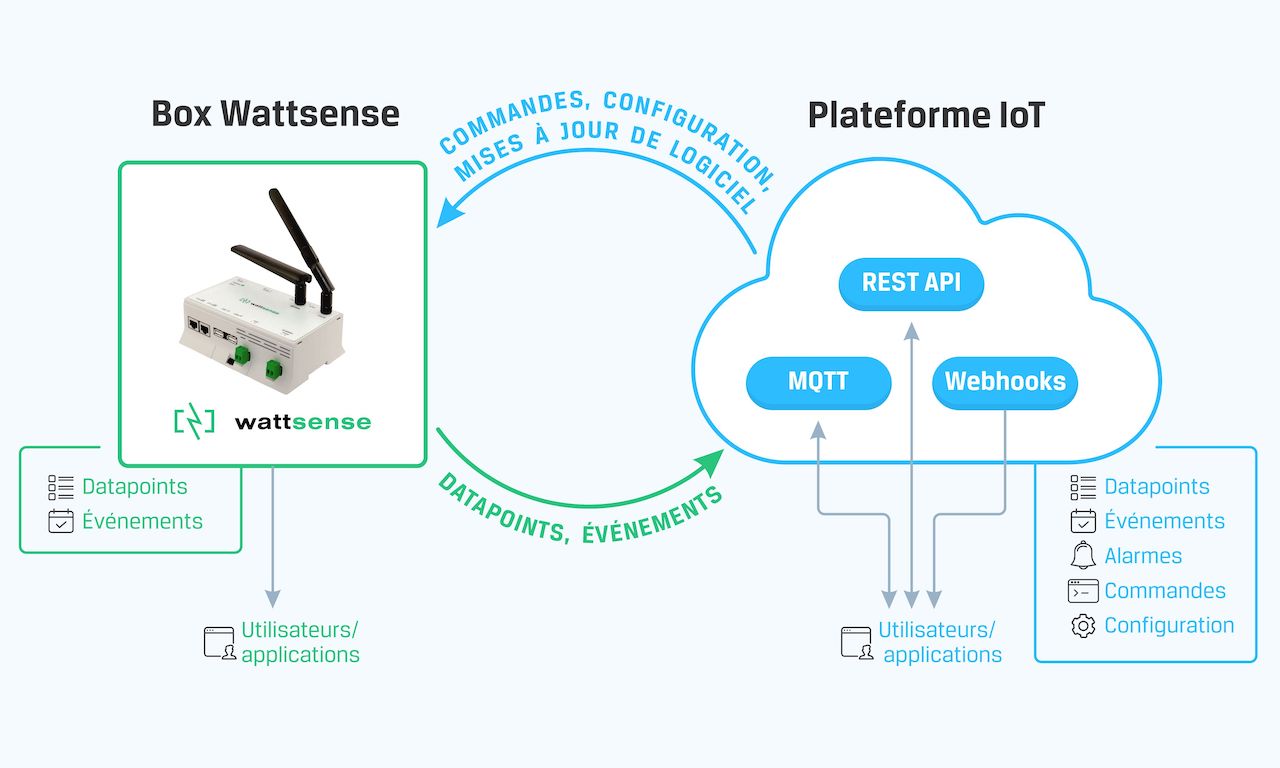 Box Wattsense
COMMANDES, CONFIGURATION,
MISES À JOUR DE LOGICIEL
Plateforme IoT
REST API
MQTT
Webhooks
wattsense
wattsense
DATAPOINTS, ÉVÉNEMENTS
Datapoints
Événements
Utilisateurs/
applications
Utilisateurs/
applications
Datapoints
Événements
Alarmes
Commandes
Configuration